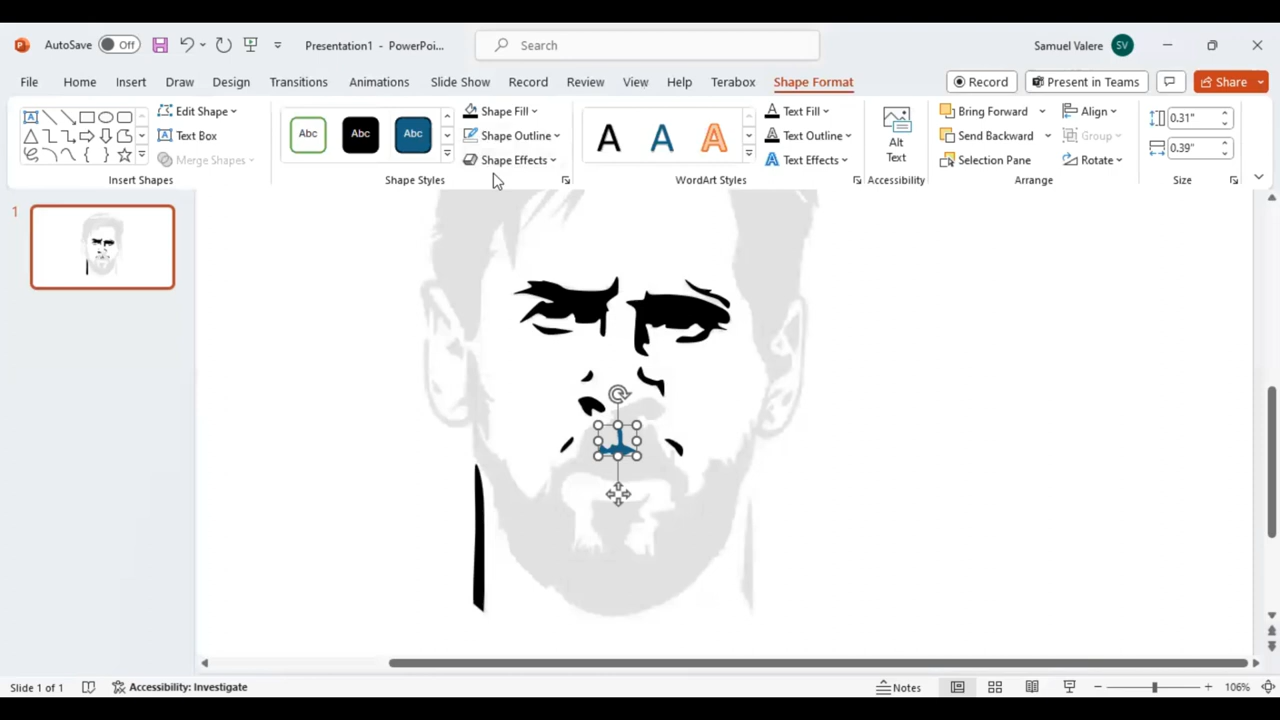 AutoSave Off Presentation1 - PowerPoi... Search Samuel Valere SV
File Home Insert Draw Design Transitions Animations Slide Show Record Review View Help Terabox Shape Format Record Present in Teams Share
Edit Shape
Text Box
Merge Shapes
Insert Shapes
Abc Abc Abc
Shape Fill
Shape Outline
Shape Effects
Shape Styles
A A A
Text Fill
Text Outline
Text Effects
WordArt Styles
Alt
Text
Accessibility
Bring Forward
Send Backward
Selection Pane
Align
Group
Rotate
Arrange
0.31"
0.39"
Size
1
Slide 1 of 1 Accessibility: Investigate Notes 106%